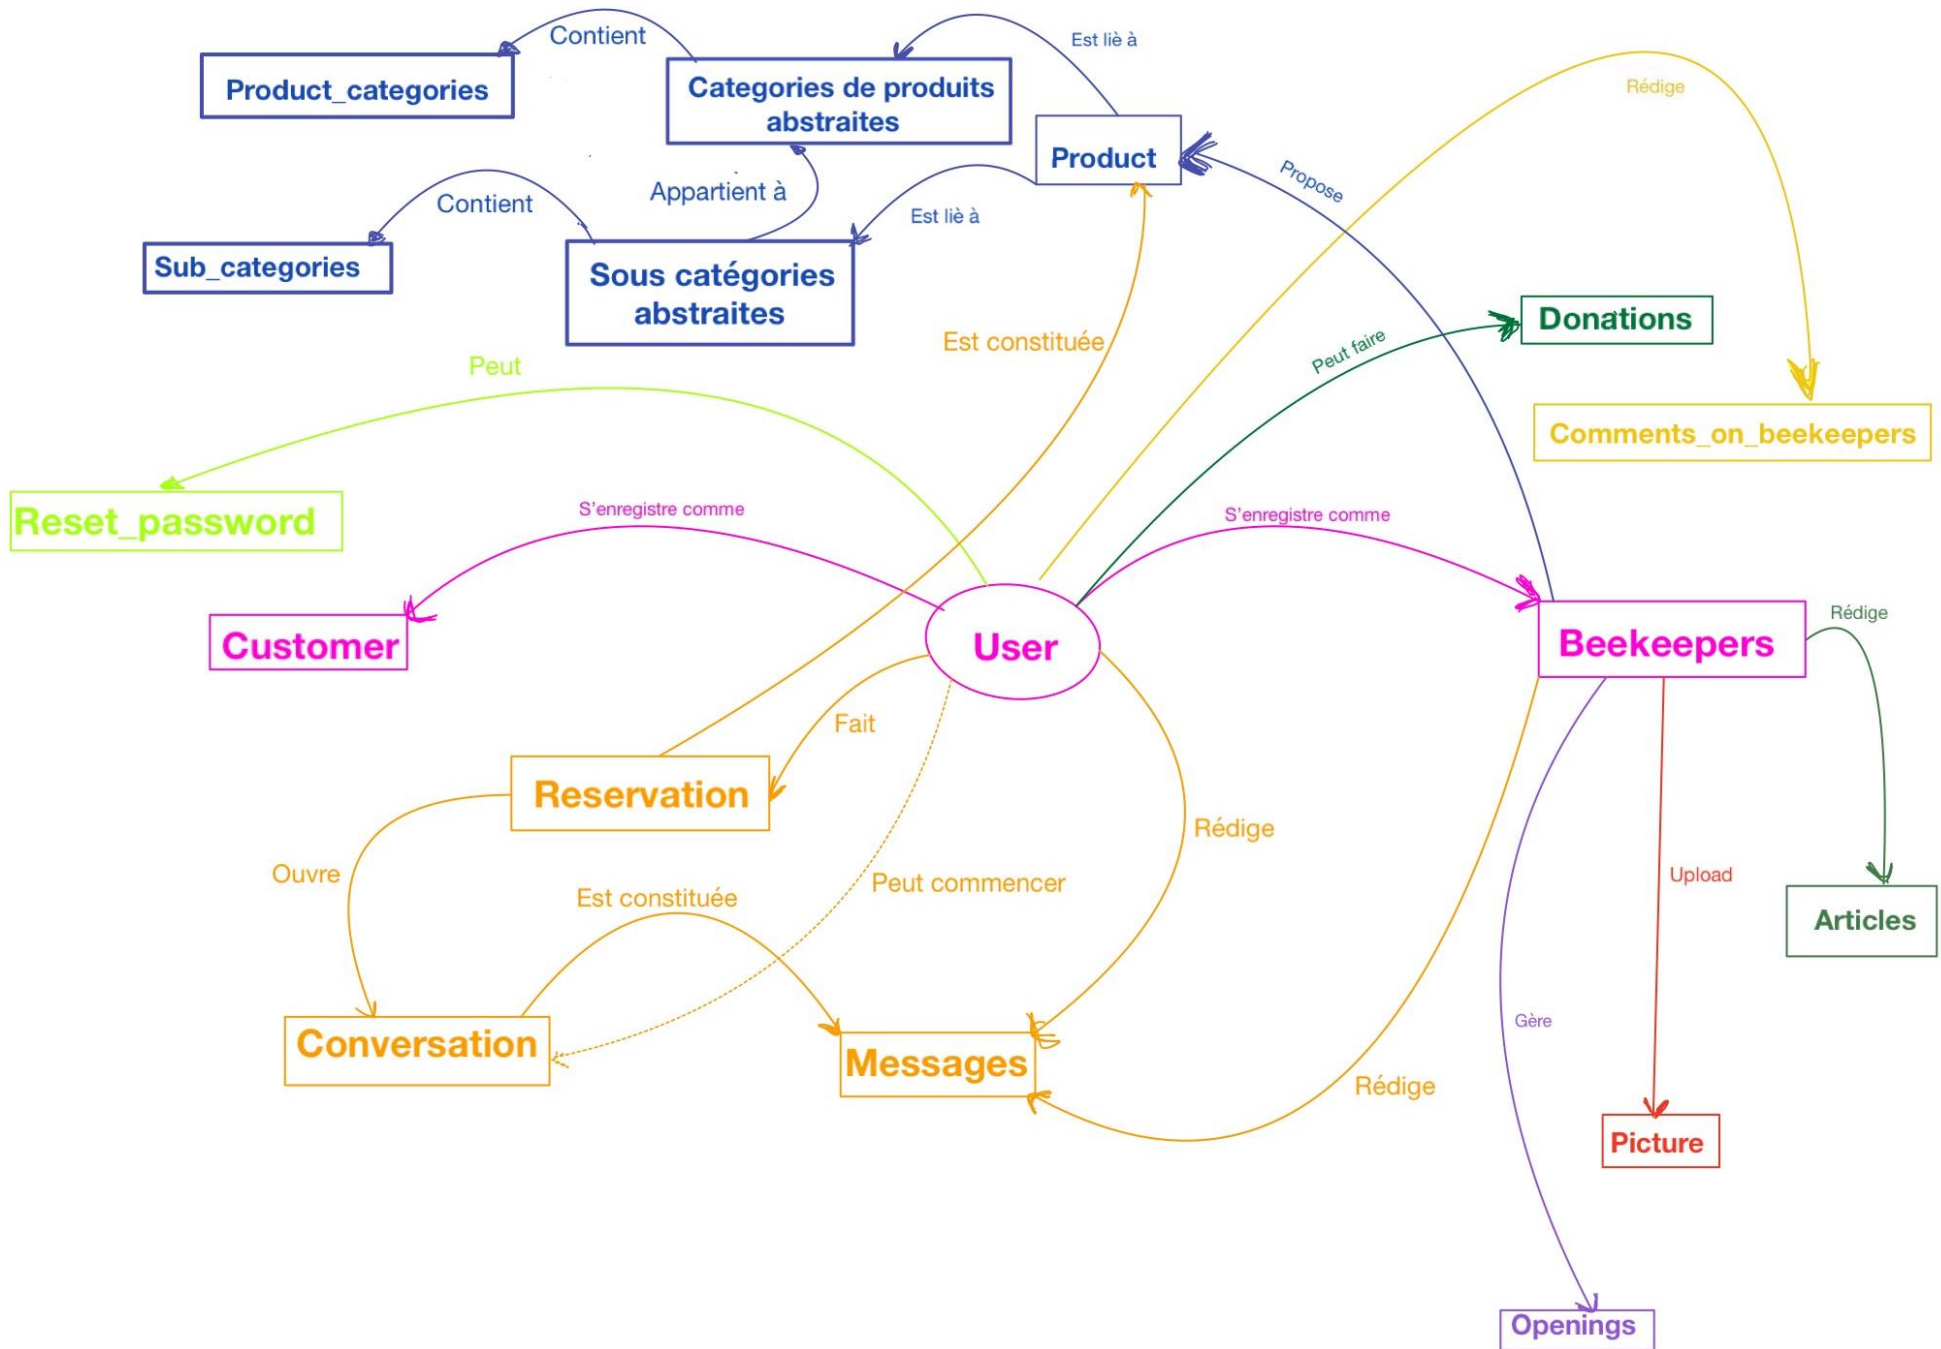 Contient
Est liè à
Product_categories
Categories de produits
abstraites
Rédige
Product
Propose
Appartient à
Contient
Est liè à
Sub_categories
Sous catégories
abstraites
Donations
Est constituée
Peut faire
Peut
Comments_on_beekeepers
Reset_password
S'enregistre comme
S'enregistre comme
Customer
User
Beekeepers
Rédige
Fait
Reservation
Rédige
Ouvre
Est constituée
Peut commencer
Upload
Articles
Conversation
Messages
Gère
Rédige
Picture
Openings